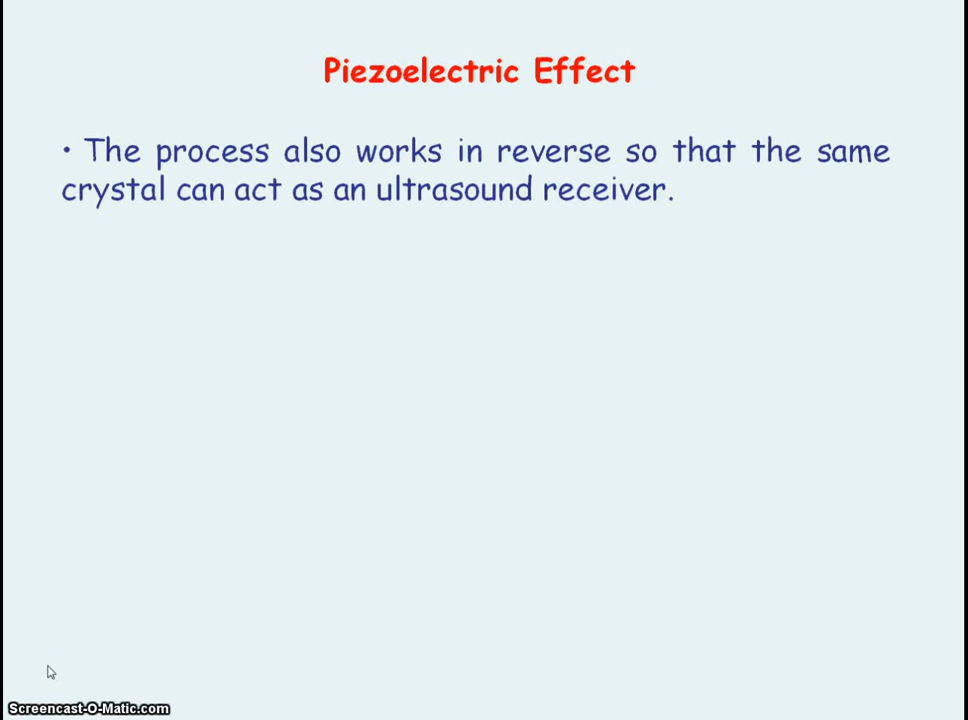 Piezoelectric Effect
• The process also works in reverse so that the same
crystal can act as an ultrasound receiver.
Screencast-O-Matic.com